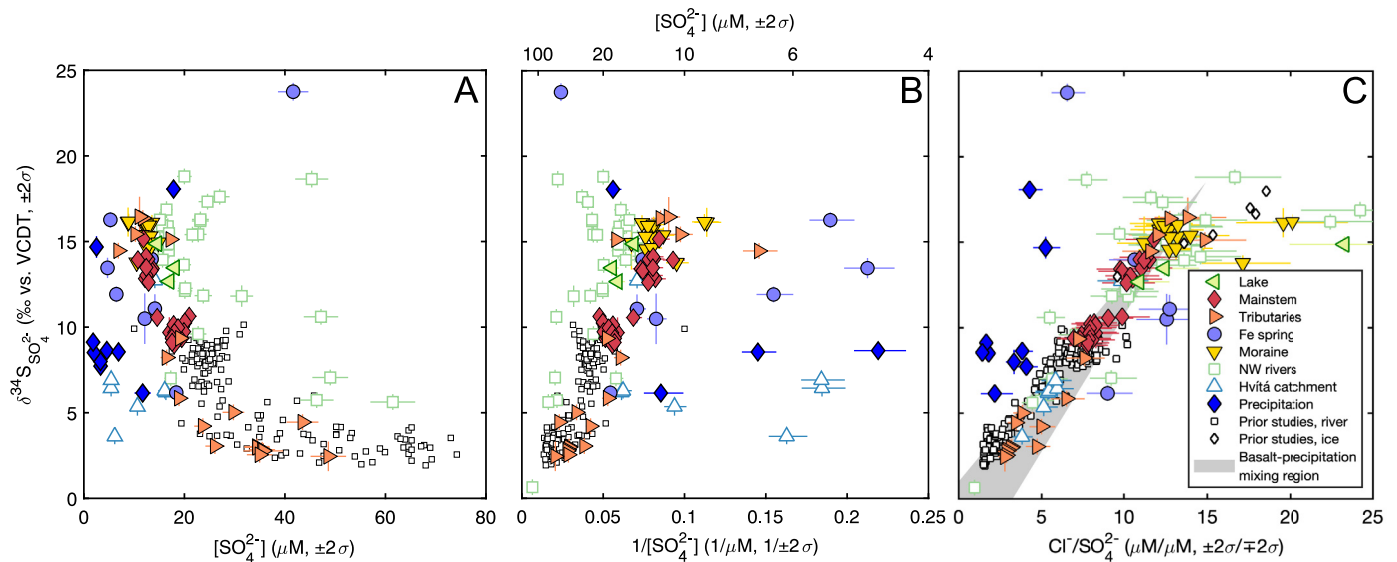 [SO₄²⁻] (μM, ±2σ)
100 20 10 6 4
25 20 15 10 5 0
δ³⁴S SO₄²⁻ (‰ vs. VCDT, ±2σ)
A
B
C
0 20 40 60 80
0 0.05 0.1 0.15 0.2 0.25
0 5 10 15 20 25
[SO₄²⁻] (μM, ±2σ)
1/[SO₄²⁻] (1/μM, 1/±2σ)
Cl⁻/SO₄²⁻ (μM/μM, ±2σ/∓2σ)
Lake
Mainstem
Tributaries
Fe spring
Moraine
NW rivers
Hvítá catchment
Precipitation
Prior studies, river
Prior studies, ice
Basalt-precipitation
mixing region